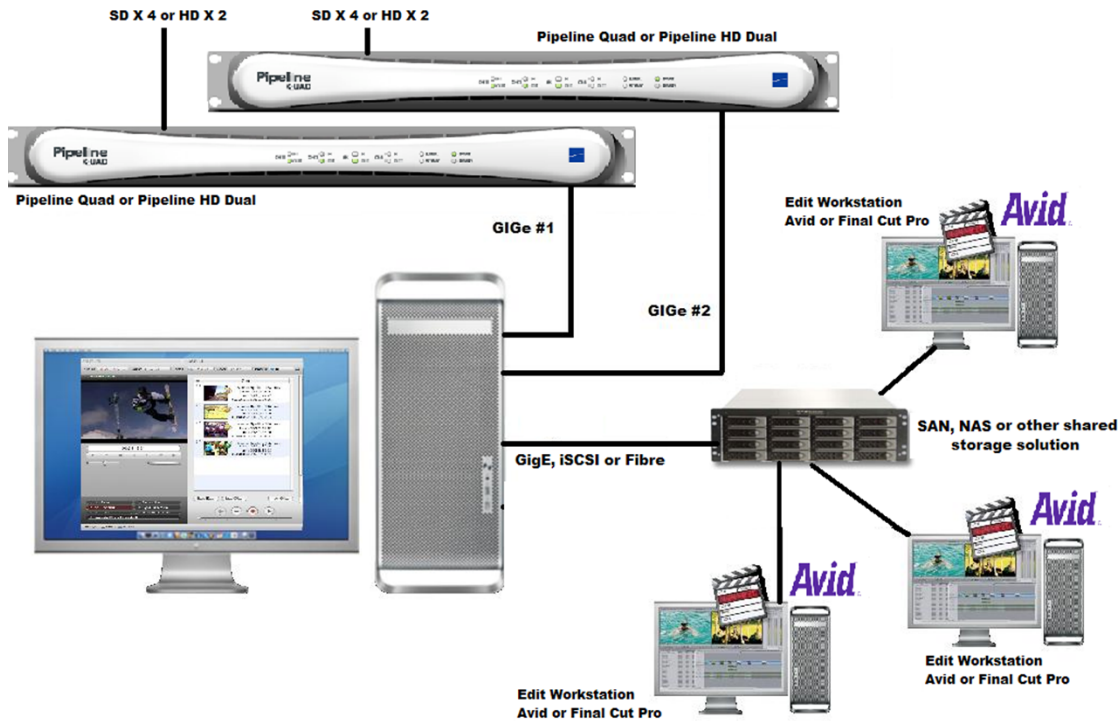 SD X 4 or HD X 2
SD X 4 or HD X 2
Pipeline Quad or Pipeline HD Dual
Pipeline
QUAD
Pipeline
QUAD
Pipeline Quad or Pipeline HD Dual
GIGe #1
GIGe #2
Edit Workstation
Avid or Final Cut Pro
Avid
SAN, NAS or other shared
storage solution
GigE, iSCSI or Fibre
Avid
Edit Workstation
Avid or Final Cut Pro
Avid
Edit Workstation
Avid or Final Cut Pro